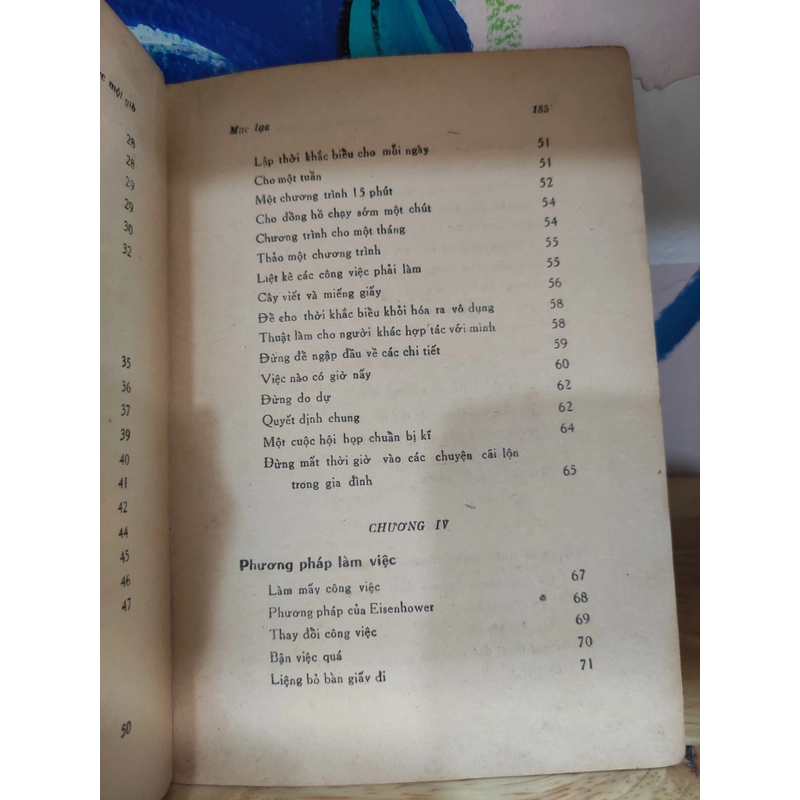 một giờ
28
28
29
29
30
32
35
36
37
39
40
41
42
44
45
46
47
50
Mục lục 185
Lập thời khắc biểu cho mỗi ngày 51
Cho một tuần 51
Một chương trình 15 phút 52
Cho đồng hồ chạy sớm một chút 54
Chương trình cho một tháng 54
Thảo một chương trình 55
Liệt kê các công việc phải làm 55
Cây viết và miếng giấy 56
Để cho thời khắc biểu khỏi hóa ra vô dụng 58
Thuật làm cho người khác hợp tác với mình 58
Đừng để ngập đầu về các chi tiết 59
Việc nào có giờ nấy 60
Đừng do dự 62
Quyết định chung 62
Một cuộc hội họp chuẩn bị kĩ 64
Đừng mất thời giờ vào các chuyện cãi lộn
trong gia đình 65
CHƯƠNG IV
Phương pháp làm việc
Làm mấy công việc 67
Phương pháp của Eisenhower 68
Thay đổi công việc 69
Bận việc quá 70
Liệng bỏ bàn giấy đi 71